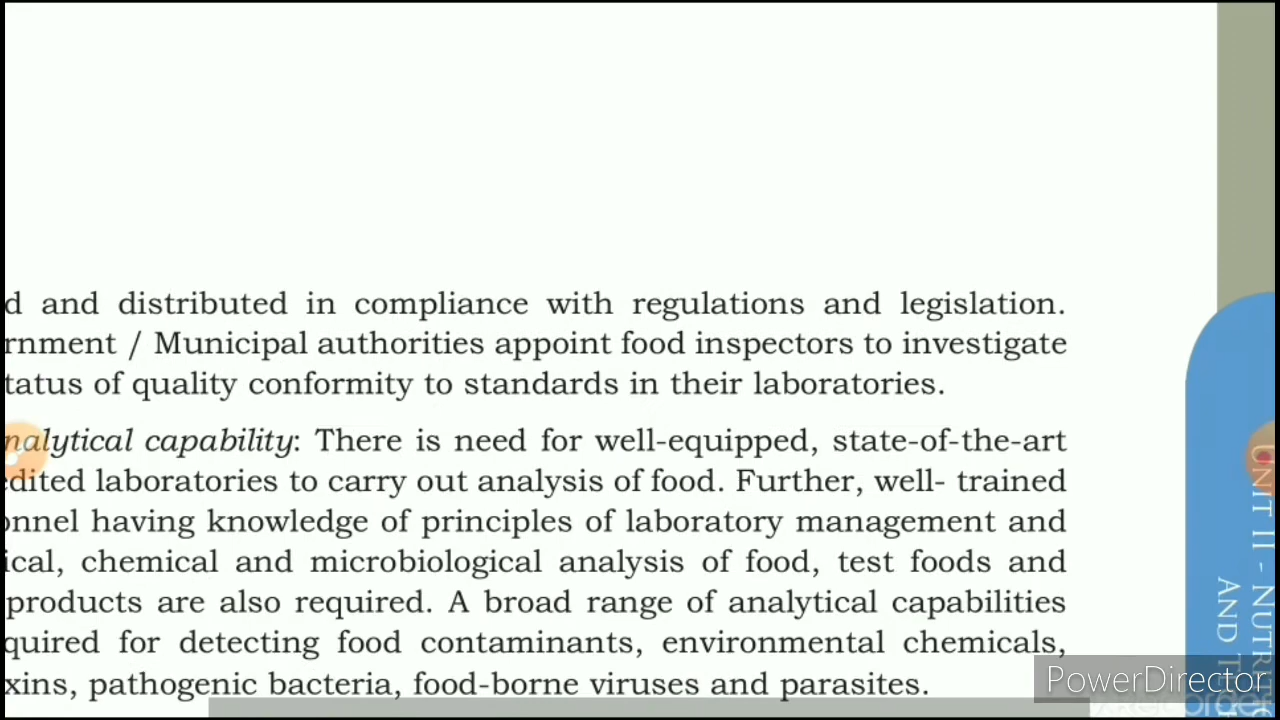 d and distributed in compliance with regulations and legislation.
rnment / Municipal authorities appoint food inspectors to investigate
tatus of quality conformity to standards in their laboratories.
nalytical capability: There is need for well-equipped, state-of-the-art
edited laboratories to carry out analysis of food. Further, well- trained
onnel having knowledge of principles of laboratory management and
ical, chemical and microbiological analysis of food, test foods and
products are also required. A broad range of analytical capabilities
quired for detecting food contaminants, environmental chemicals,
xins, pathogenic bacteria, food-borne viruses and parasites.
UNIT II - NUTRITIO
AND
PowerDirector